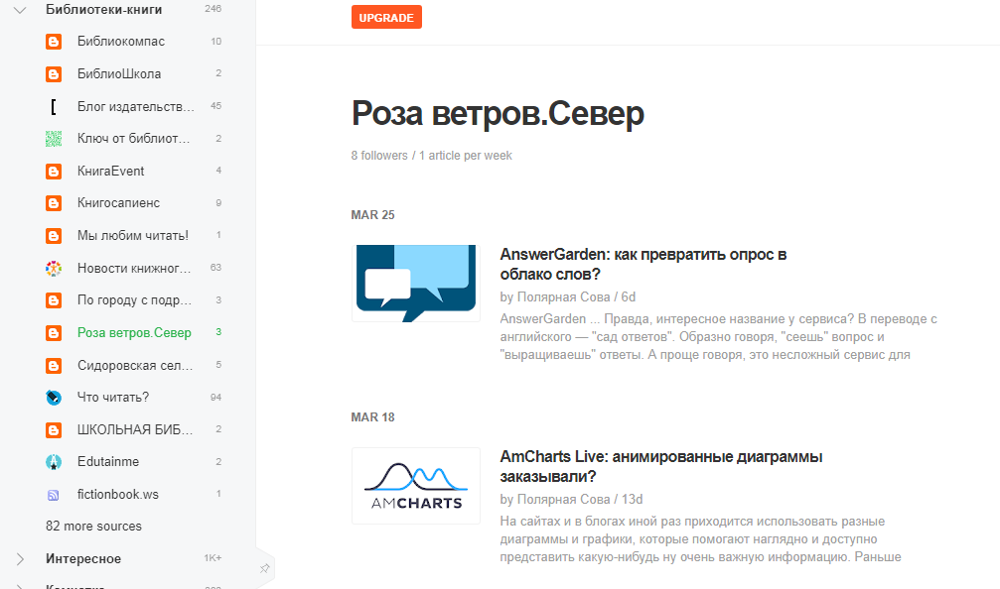 Библиотеки-книги 246
Библиокомпас 10
БиблиоШкола 2
Блог издательств... 45
Ключ от библиот... 2
КнигаEvent 4
Книгосапиенс 9
Мы любим читать! 1
Новости книжног... 63
По городу с подр... 3
Роза ветров.Север 3
Сидоровская сел... 5
Что читать? 94
ШКОЛЬНАЯ БИБ... 2
Edutainme 2
fictionbook.ws 1
82 more sources
Интересное 1K+
UPGRADE
Роза ветров.Север
8 followers / 1 article per week
MAR 25
AnswerGarden: как превратить опрос в
облако слов?
by Полярная Сова / 6d
AnswerGarden ... Правда, интересное название у сервиса? В переводе с
английского — "сад ответов". Образно говоря, "сеешь" вопрос и
"выращиваешь" ответы. А проще говоря, это несложный сервис для
MAR 18
AMCHARTS
AmCharts Live: анимированные диаграммы
заказывали?
by Полярная Сова / 13d
На сайтах и в блогах иной раз приходится использовать разные
диаграммы и графики, которые помогают наглядно и доступно
представить какую-нибудь ну очень важную информацию. Раньше